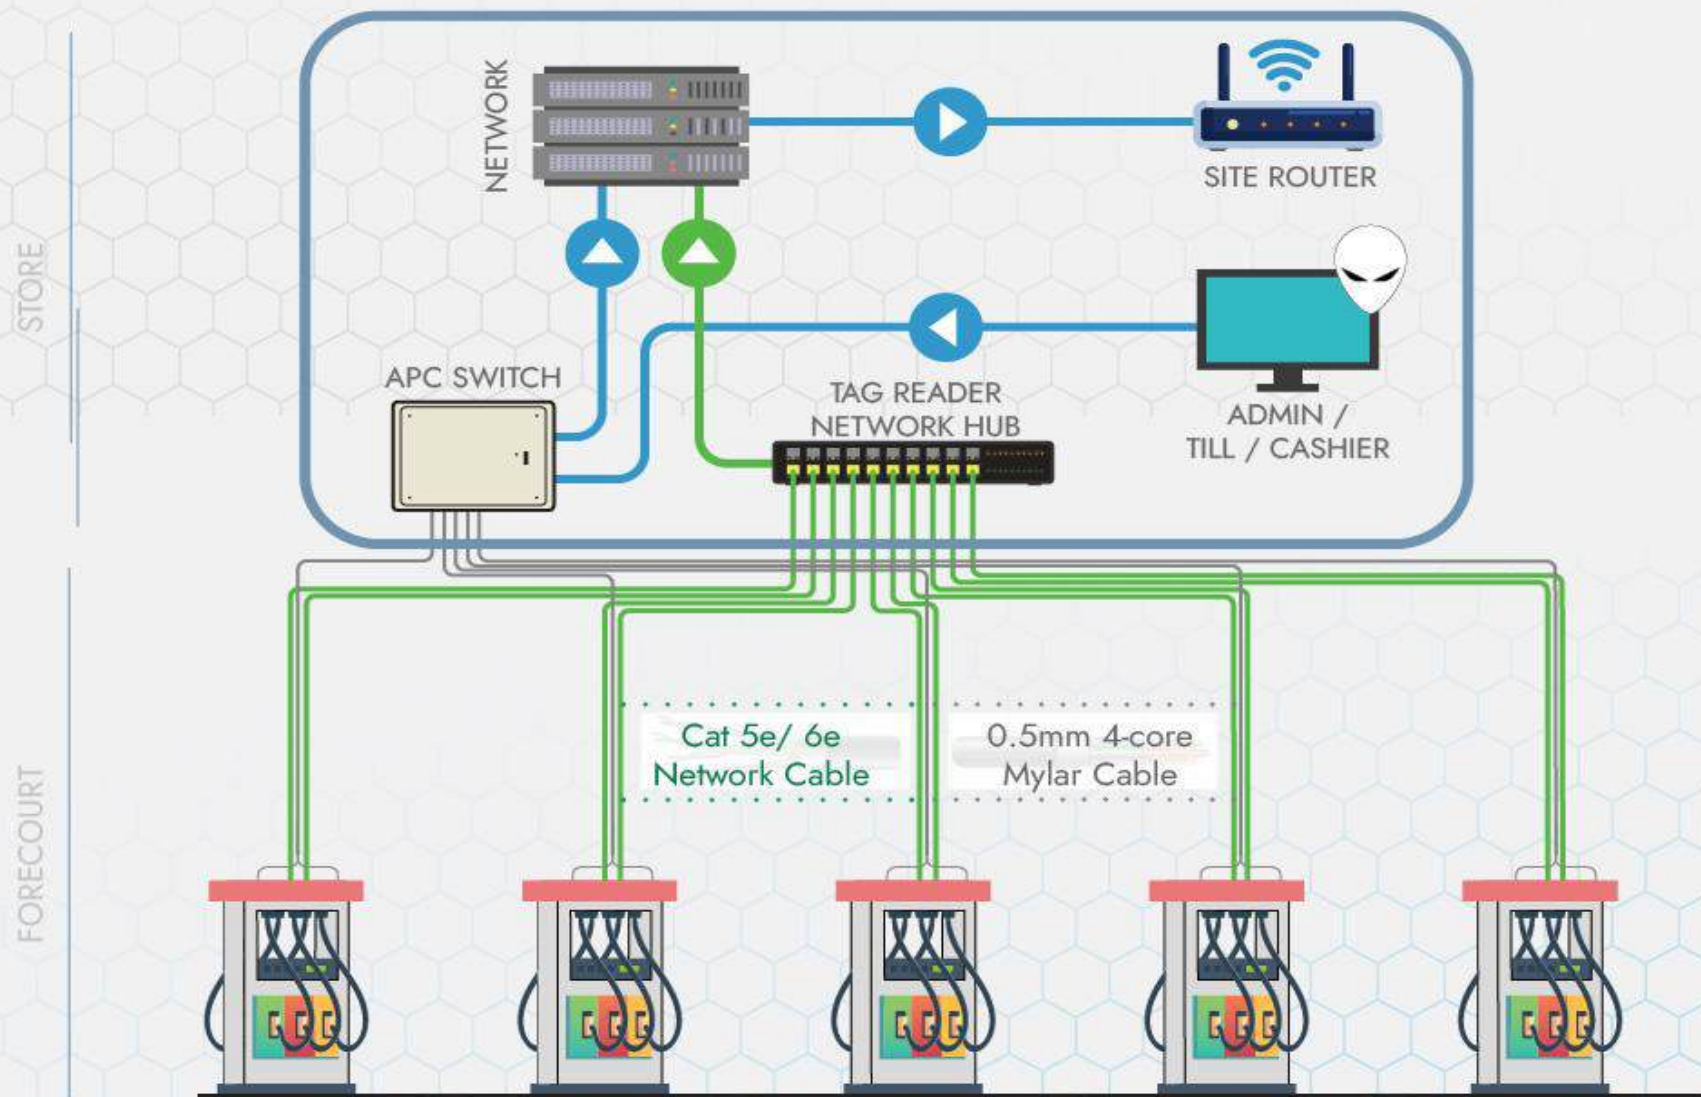 NETWORK
SITE ROUTER
STORE
APC SWITCH
TAG READER
NETWORK HUB
ADMIN /
TILL / CASHIER
Cat 5e/ 6e
Network Cable
0.5mm 4-core
Mylar Cable
FORECOURT